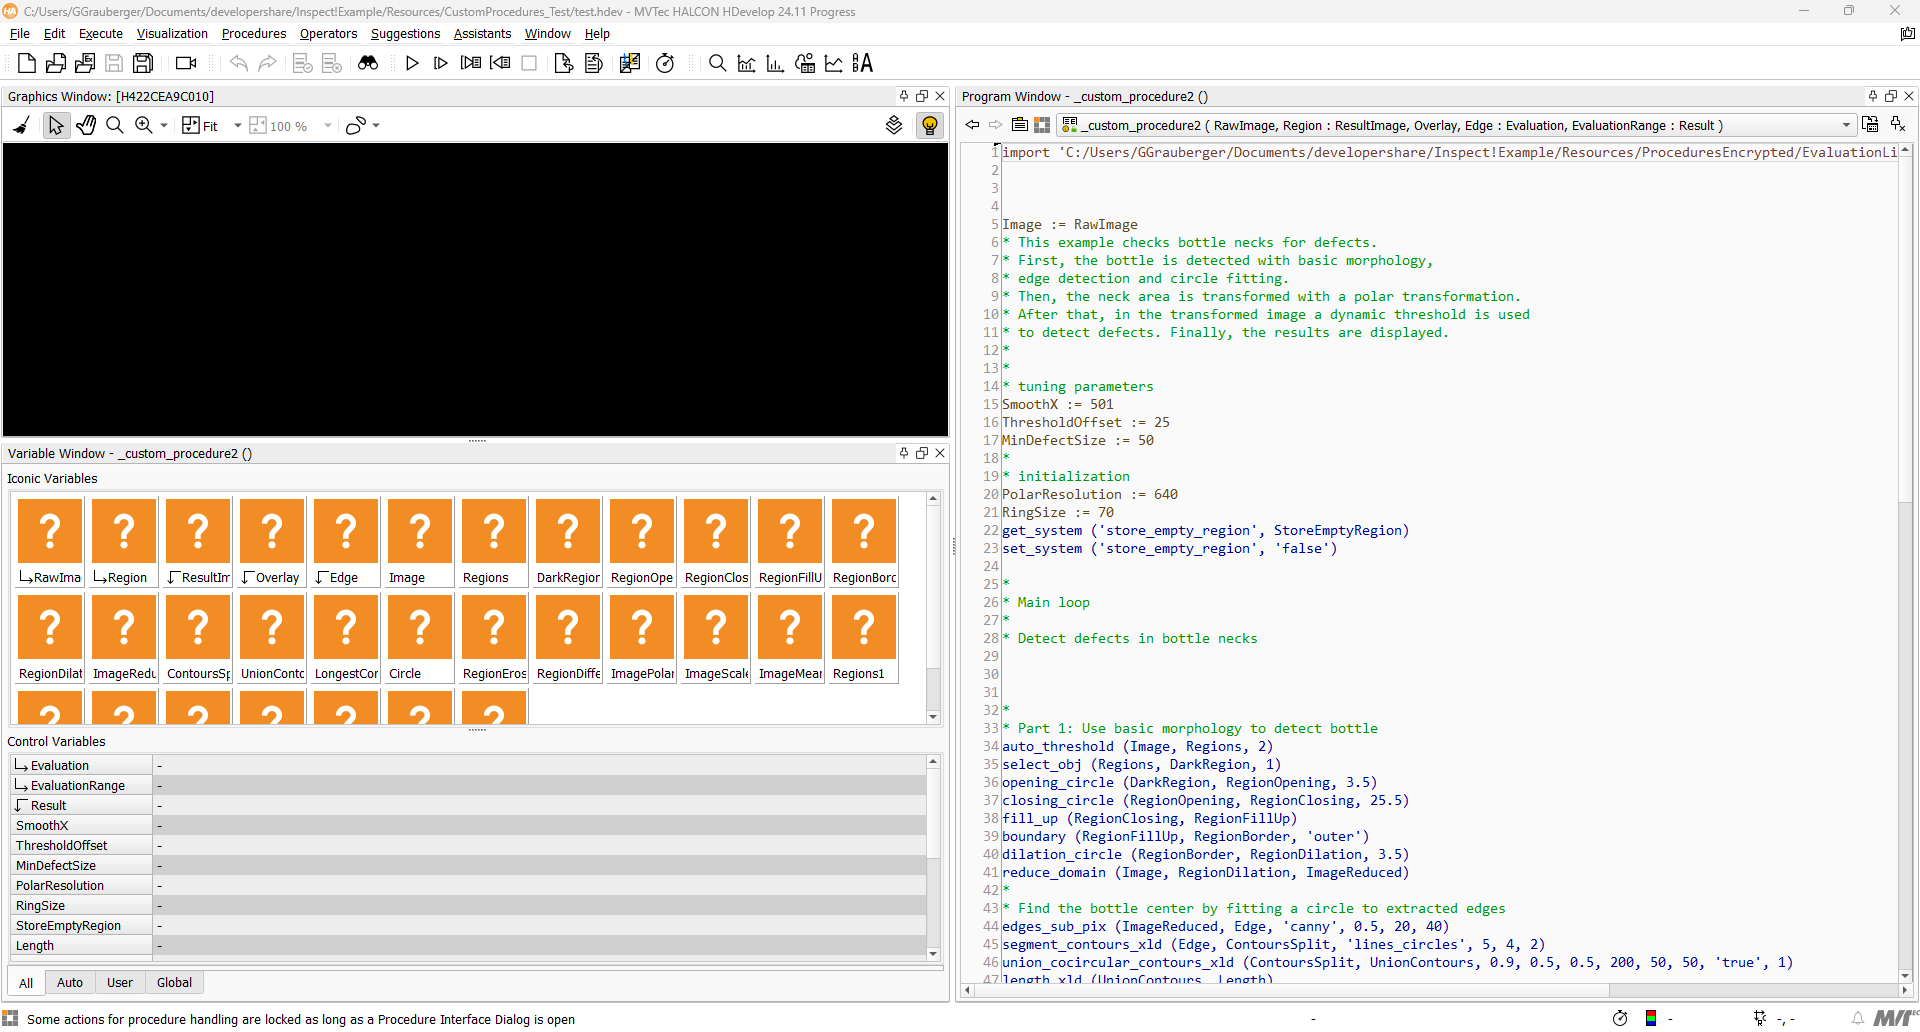 C:/Users/GGrauberger/Documents/developershare/Inspect!Example/Resources/CustomProcedures_Test/test.hdev - MVTec HALCON HDevelop 24.11 Progress
File Edit Execute Visualization Procedures Operators Suggestions Assistants Window Help
Graphics Window: [H422CEA9C010]
Fit 100 %
Variable Window - _custom_procedure2 ()
Iconic Variables
RawIma Region ResultIm Overlay Edge Image Regions DarkRegior RegionOpe RegionClos RegionFillU RegionBorc
RegionDilat ImageRedu ContoursSp UnionContc LongestCor Circle RegionEros RegionDiffe ImagePolar ImageScale ImageMear Regions1
Control Variables
Evaluation -
EvaluationRange -
Result -
SmoothX -
ThresholdOffset -
MinDefectSize -
PolarResolution -
RingSize -
StoreEmptyRegion -
Length -
All Auto User Global
Program Window - _custom_procedure2 ()
_custom_procedure2 ( RawImage, Region : ResultImage, Overlay, Edge : Evaluation, EvaluationRange : Result )
1 import 'C:/Users/GGrauberger/Documents/developershare/Inspect!Example/Resources/ProceduresEncrypted/EvaluationLi
2
3
4
5 Image := RawImage
6 * This example checks bottle necks for defects.
7 * First, the bottle is detected with basic morphology,
8 * edge detection and circle fitting.
9 * Then, the neck area is transformed with a polar transformation.
10 * After that, in the transformed image a dynamic threshold is used
11 * to detect defects. Finally, the results are displayed.
12 *
13 *
14 * tuning parameters
15 SmoothX := 501
16 ThresholdOffset := 25
17 MinDefectSize := 50
18 *
19 * initialization
20 PolarResolution := 640
21 RingSize := 70
22 get_system ('store_empty_region', StoreEmptyRegion)
23 set_system ('store_empty_region', 'false')
24
25 *
26 * Main loop
27 *
28 * Detect defects in bottle necks
29
30
31
32 *
33 * Part 1: Use basic morphology to detect bottle
34 auto_threshold (Image, Regions, 2)
35 select_obj (Regions, DarkRegion, 1)
36 opening_circle (DarkRegion, RegionOpening, 3.5)
37 closing_circle (RegionOpening, RegionClosing, 25.5)
38 fill_up (RegionClosing, RegionFillUp)
39 boundary (RegionFillUp, RegionBorder, 'outer')
40 dilation_circle (RegionBorder, RegionDilation, 3.5)
41 reduce_domain (Image, RegionDilation, ImageReduced)
42 *
43 * Find the bottle center by fitting a circle to extracted edges
44 edges_sub_pix (ImageReduced, Edge, 'canny', 0.5, 20, 40)
45 segment_contours_xld (Edge, ContoursSplit, 'lines_circles', 5, 4, 2)
46 union_cocircular_contours_xld (ContoursSplit, UnionContours, 0.9, 0.5, 0.5, 200, 50, 50, 'true', 1)
47 length_xld (UnionContours, Length)
Some actions for procedure handling are locked as long as a Procedure Interface Dialog is open
- - -,-